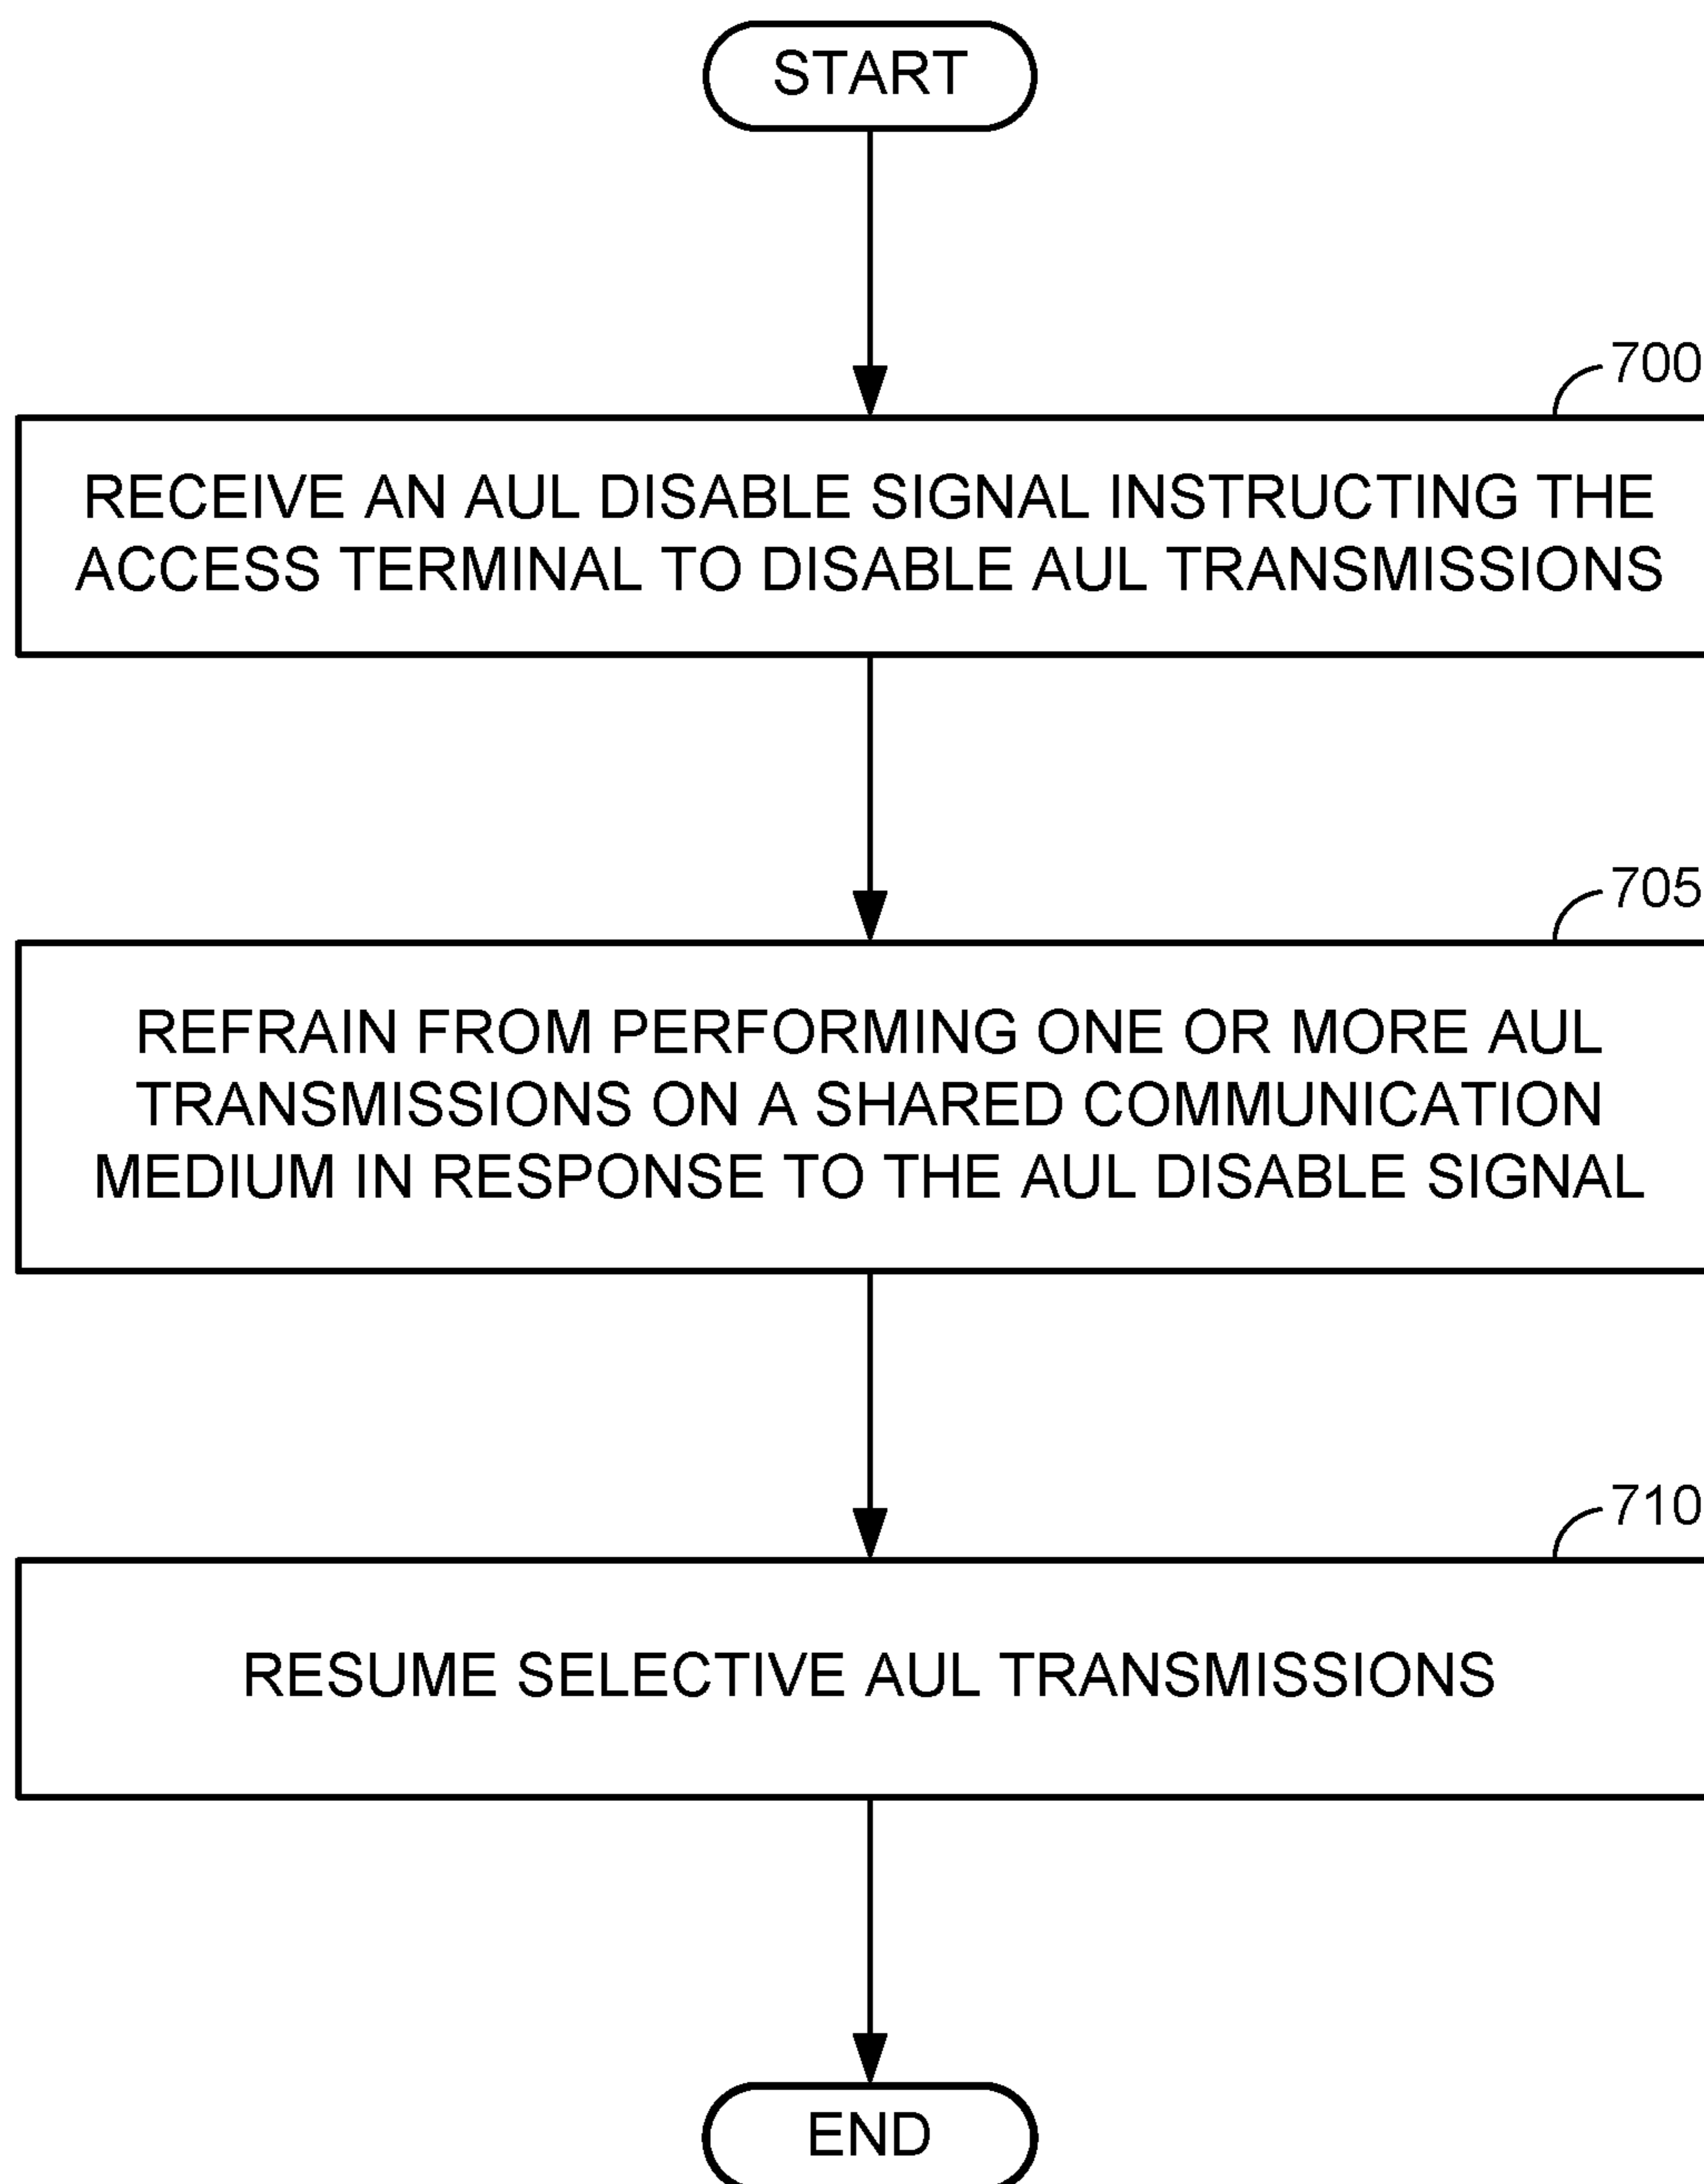 START
700
RECEIVE AN AUL DISABLE SIGNAL INSTRUCTING THE
ACCESS TERMINAL TO DISABLE AUL TRANSMISSIONS
705
REFRAIN FROM PERFORMING ONE OR MORE AUL
TRANSMISSIONS ON A SHARED COMMUNICATION
MEDIUM IN RESPONSE TO THE AUL DISABLE SIGNAL
710
RESUME SELECTIVE AUL TRANSMISSIONS
END